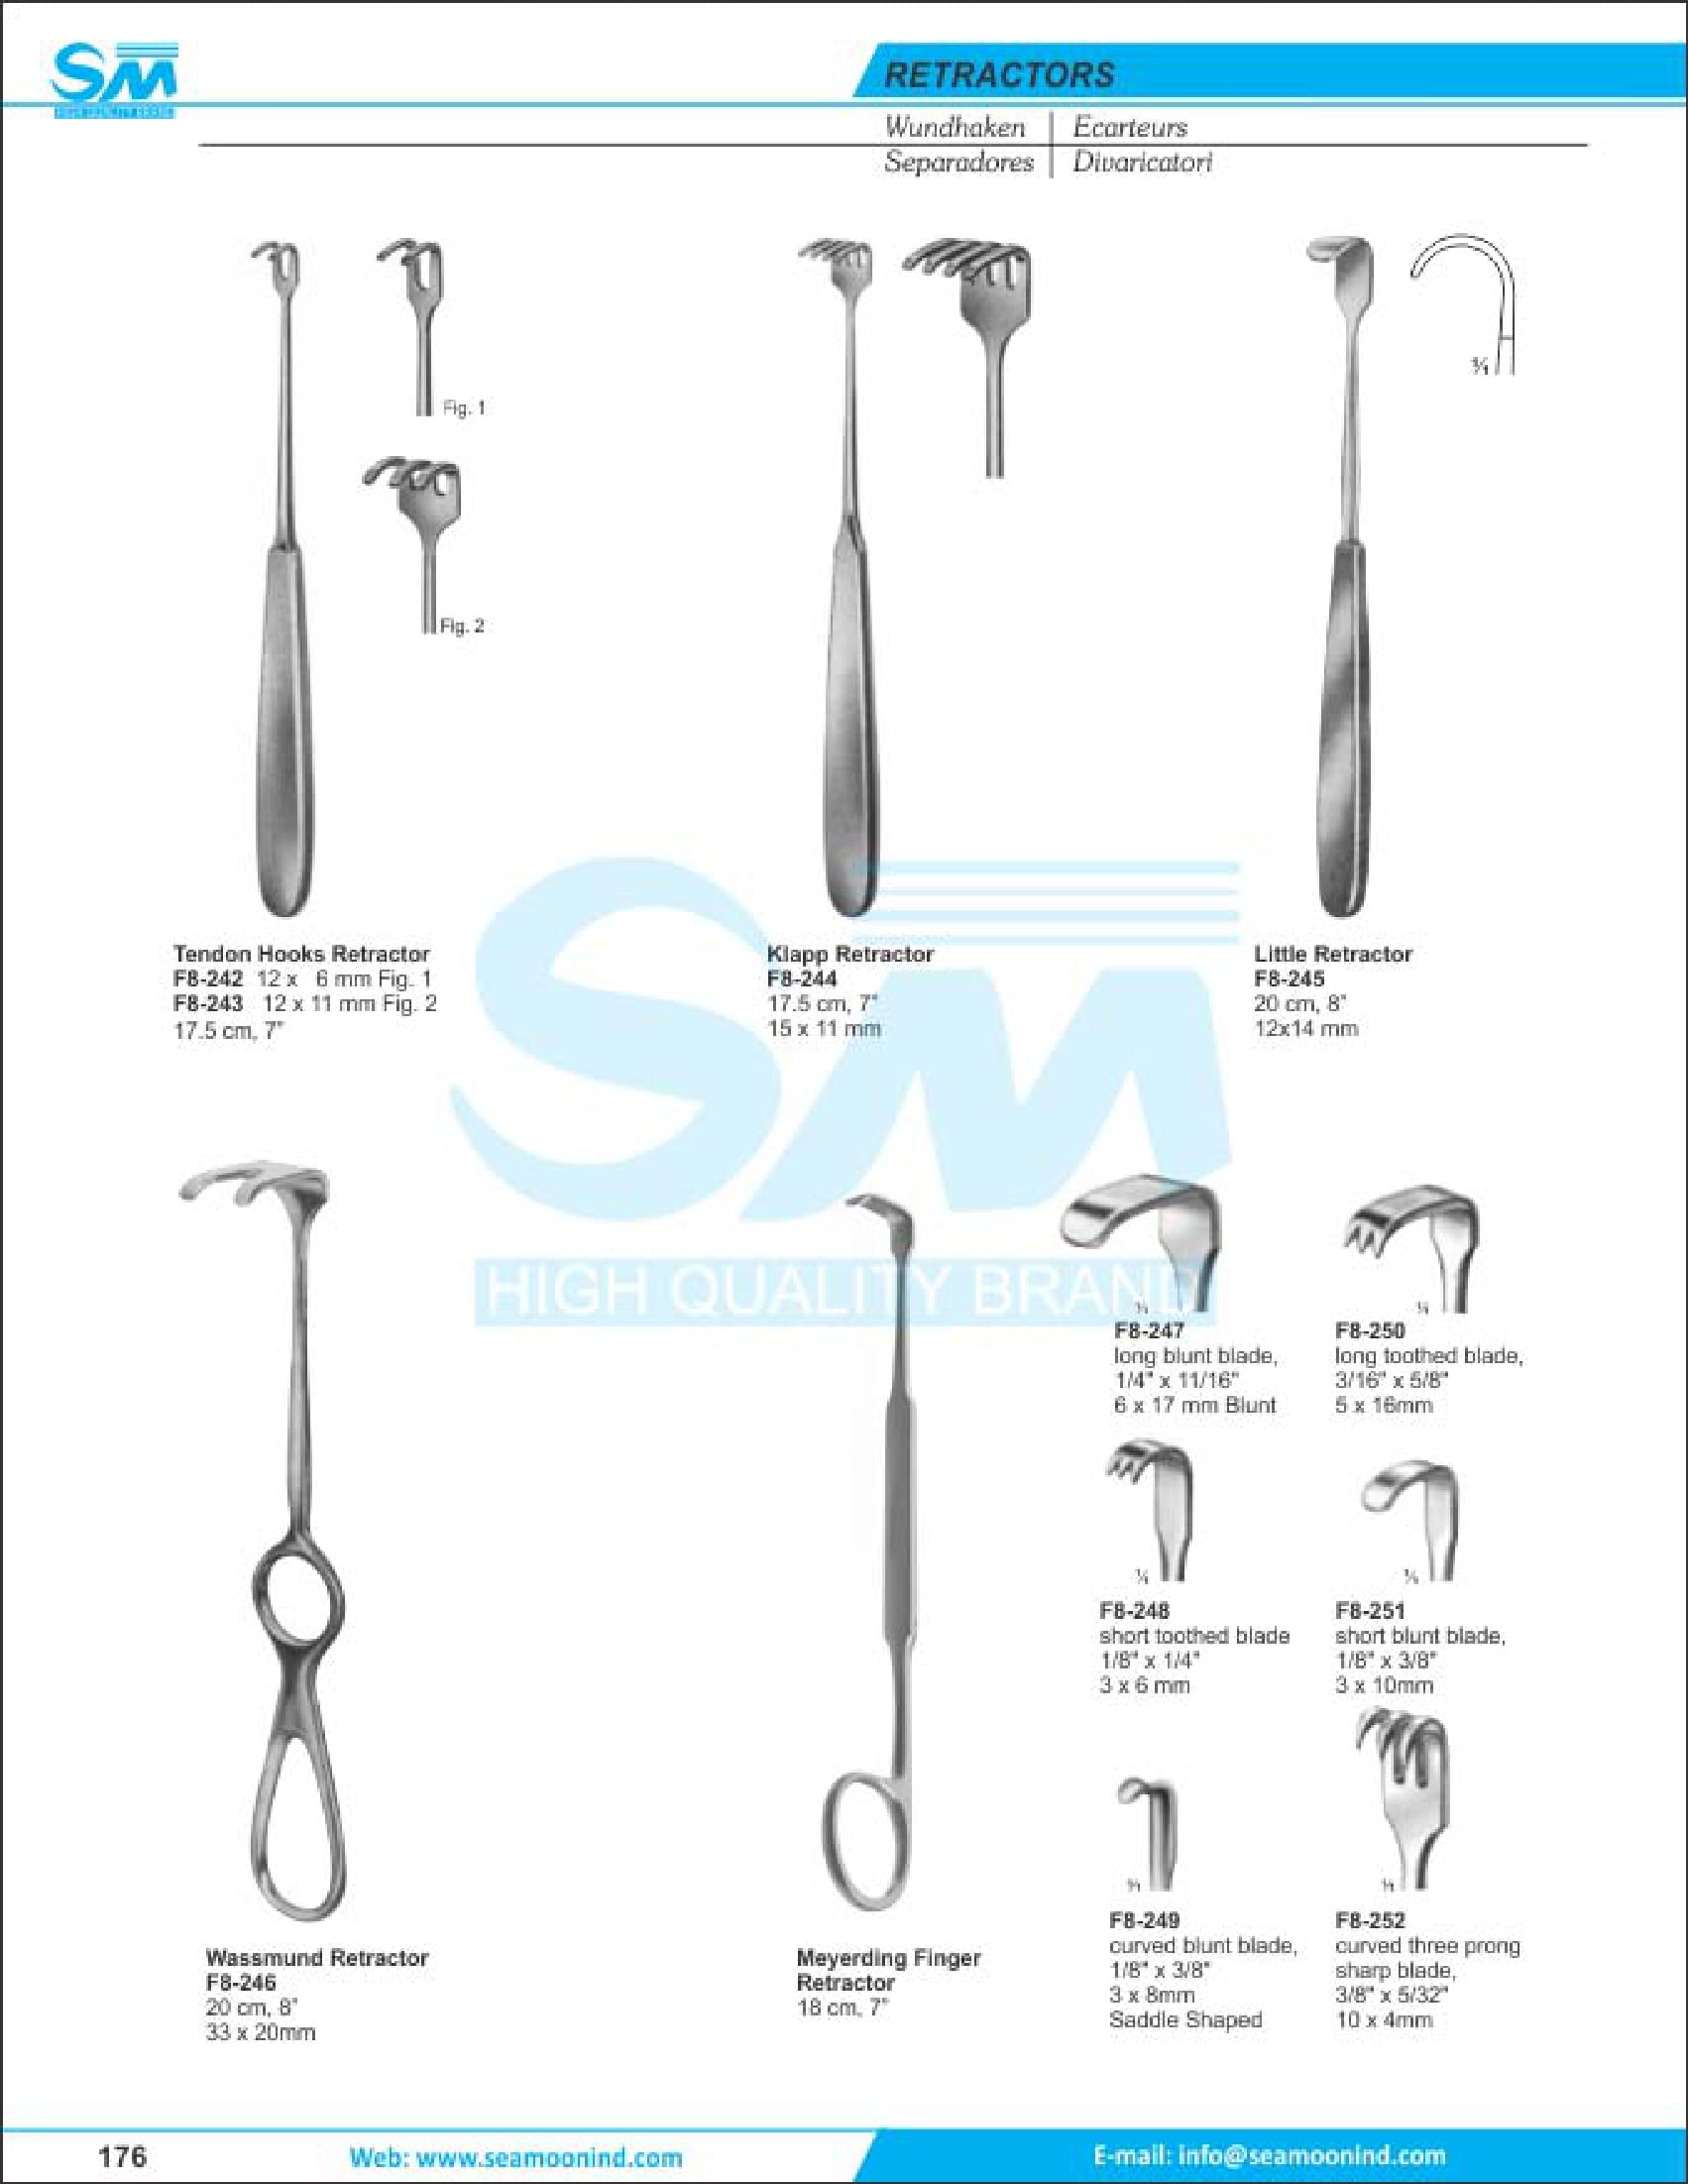 SM
RETRACTORS
Wundhaken
Ecarteurs
Separadores
Divaricatori
Fig. 1
Fig. 2
Tendon Hooks Retractor
F8-242 12 x 6 mm Fig. 1
F8-243 12 x 11 mm Fig. 2
17.5 cm, 7"
Klapp Retractor
F8-244
17.5 cm, 7"
15 x 11 mm
Little Retractor
F8-245
20 cm, 8"
12x14 mm
SM
HIGH QUALITY BRAND
Wassmund Retractor
F8-246
20 cm, 8"
33 x 20mm
Meyerding Finger
Retractor
18 cm, 7"
F8-247
long blunt blade,
1/4" x 11/16"
6 x 17 mm Blunt
F8-250
long toothed blade,
3/16" x 5/8"
5 x 16mm
F8-248
short toothed blade
1/8" x 1/4"
3 x 6 mm
F8-251
short blunt blade,
1/8" x 3/8"
3 x 10mm
F8-249
curved blunt blade,
1/8" x 3/8"
3 x 8mm
Saddle Shaped
F8-252
curved three prong
sharp blade,
3/8" x 5/32"
10 x 4mm
176
Web: www.seamoonind.com
E-mail: info@seamoonind.com